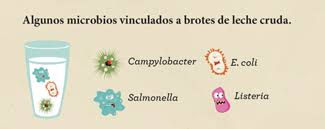 Algunos microbios vinculados a brotes de leche cruda.
Campylobacter
E. coli
Salmonella
Listeria